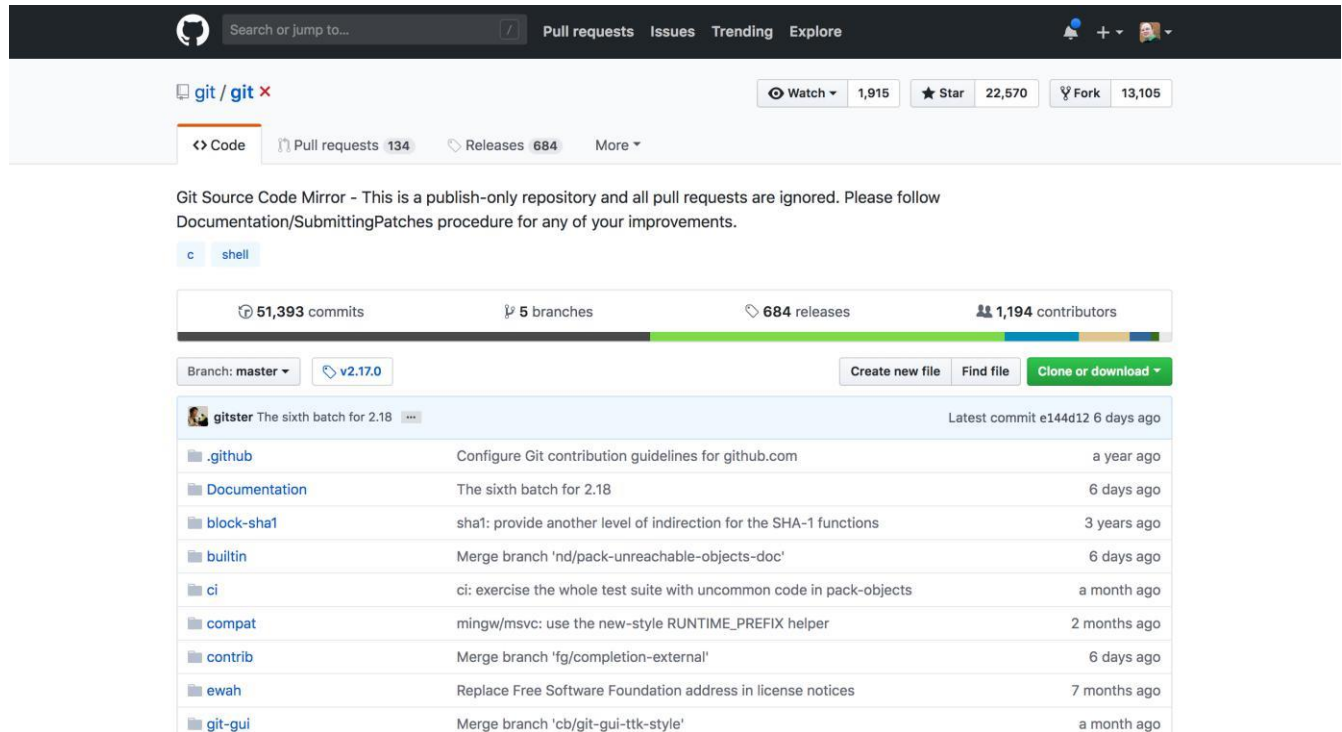 Search or jump to... / Pull requests Issues Trending Explore
git / git
Watch 1,915 Star 22,570 Fork 13,105
Code Pull requests 134 Releases 684 More
Git Source Code Mirror - This is a publish-only repository and all pull requests are ignored. Please follow
Documentation/SubmittingPatches procedure for any of your improvements.
c shell
51,393 commits 5 branches 684 releases 1,194 contributors
Branch: master v2.17.0 Create new file Find file Clone or download
gitster The sixth batch for 2.18 ... Latest commit e144d12 6 days ago
.github Configure Git contribution guidelines for github.com a year ago
Documentation The sixth batch for 2.18 6 days ago
block-sha1 sha1: provide another level of indirection for the SHA-1 functions 3 years ago
builtin Merge branch 'nd/pack-unreachable-objects-doc' 6 days ago
ci ci: exercise the whole test suite with uncommon code in pack-objects a month ago
compat mingw/msvc: use the new-style RUNTIME_PREFIX helper 2 months ago
contrib Merge branch 'fg/completion-external' 6 days ago
ewah Replace Free Software Foundation address in license notices 7 months ago
git-gui Merge branch 'cb/git-gui-ttk-style' a month ago